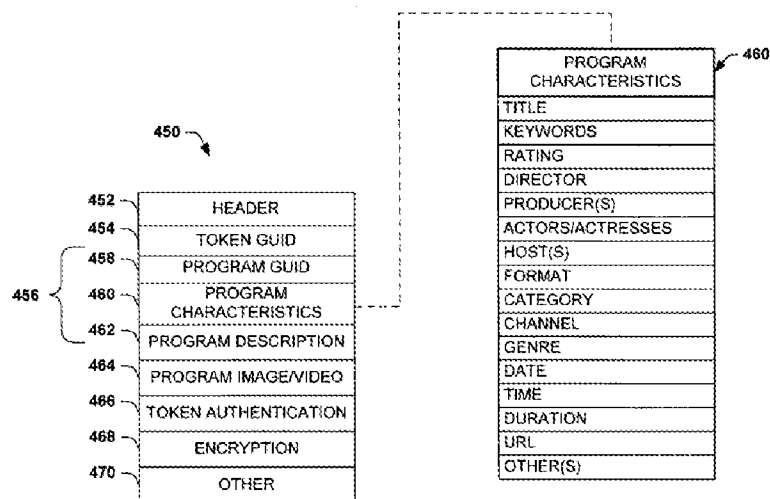 450
452
HEADER
454
TOKEN GUID
458
PROGRAM GUID
456
460
PROGRAM
CHARACTERISTICS
462
PROGRAM DESCRIPTION
464
PROGRAM IMAGE/VIDEO
466
TOKEN AUTHENTICATION
468
ENCRYPTION
470
OTHER
460
PROGRAM
CHARACTERISTICS
TITLE
KEYWORDS
RATING
DIRECTOR
PRODUCER(S)
ACTORS/ACTRESSES
HOST(S)
FORMAT
CATEGORY
CHANNEL
GENRE
DATE
TIME
DURATION
URL
OTHER(S)